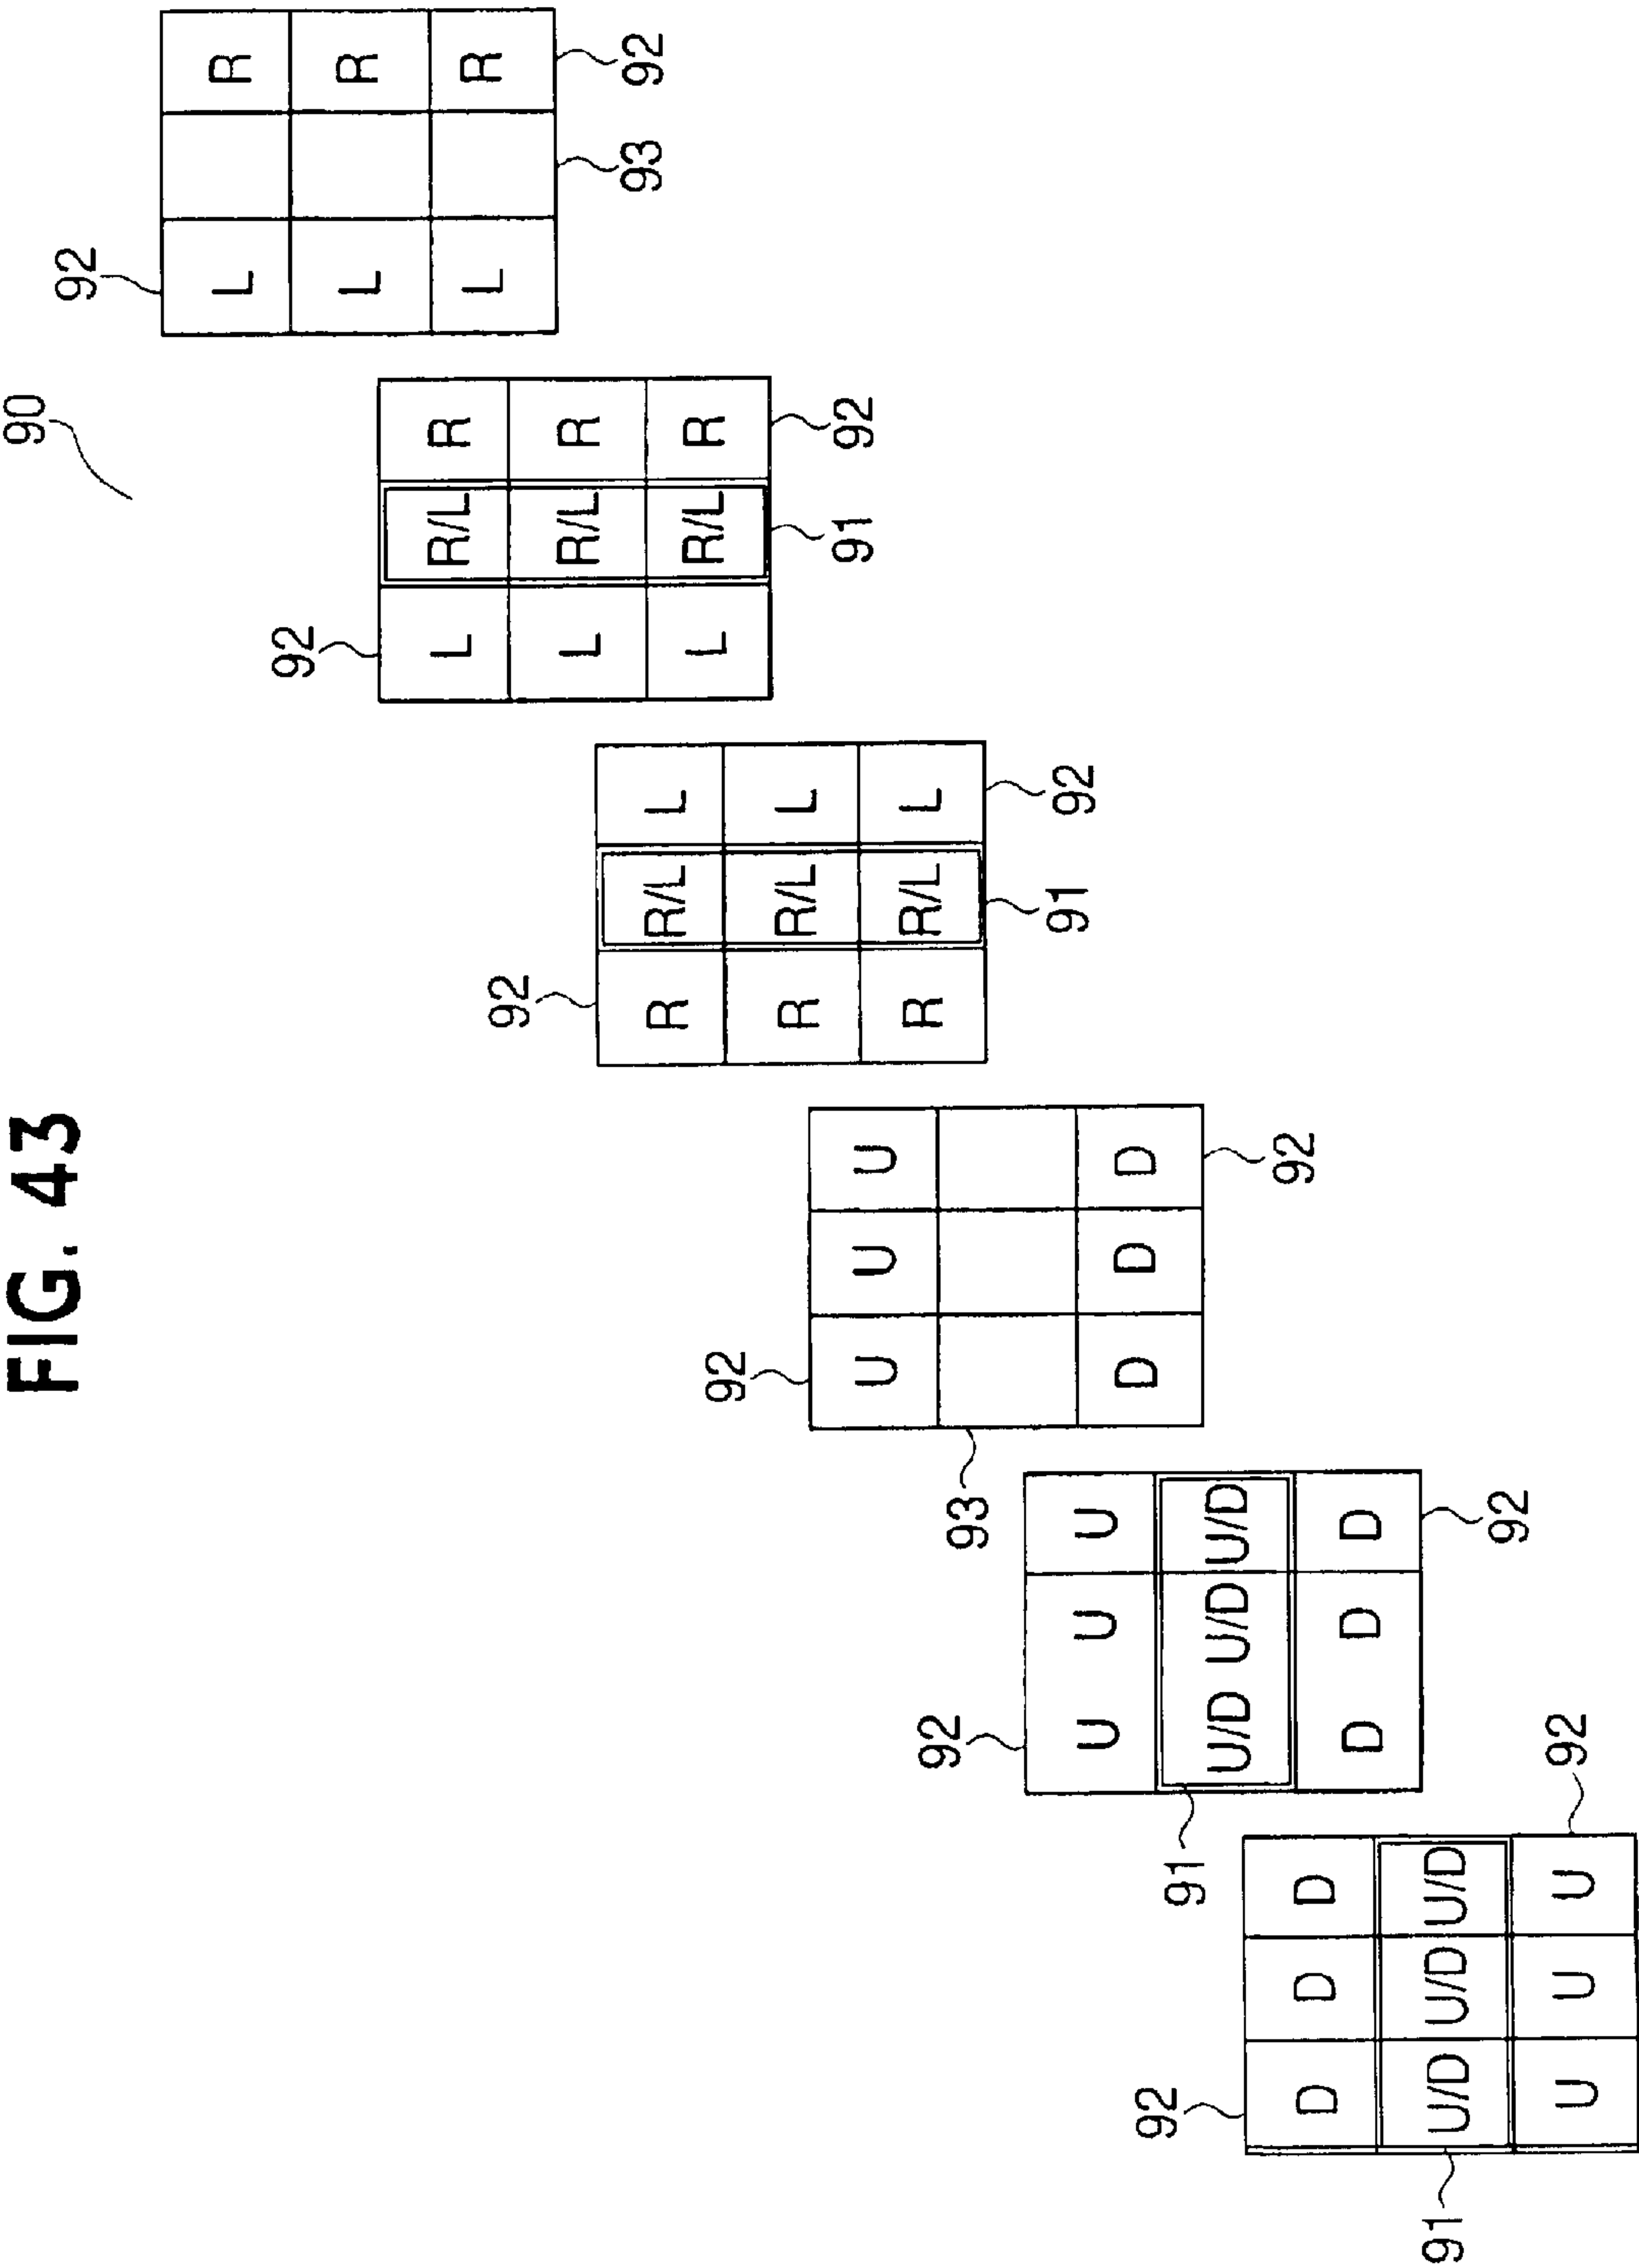 FIG. 43
90
92
L R
L R
L R
93 92
92
L R/L R
L R/L R
L R/L R
91 92
92
R R/L L
R R/L L
R R/L L
91 92
92
U U U
93
D D D
92
92
U U U
91 U/D U/D U/D
D D D
92
92
D D D
91 U/D U/D U/D
U U U 92